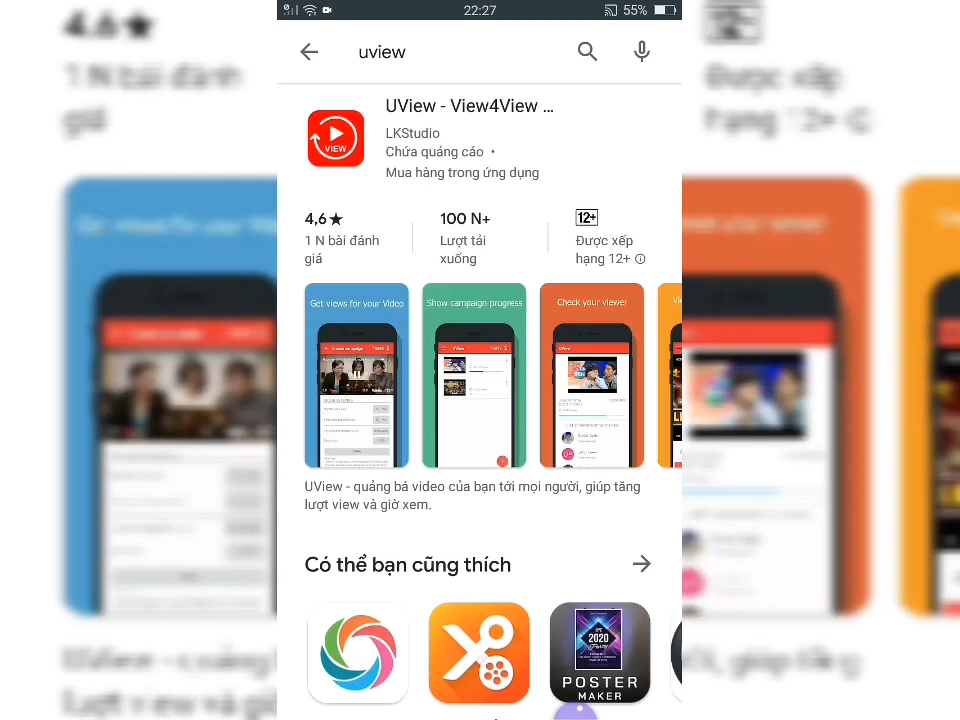 22:27
55%
uview
UView - View4View ...
LKStudio
Chứa quảng cáo •
Mua hàng trong ứng dụng
VIEW
4,6★
1 N bài đánh
giá
100 N+
Lượt tải
xuống
12+
Được xếp
hạng 12+
Get views for your Video
Show campaign progress
Check your viewer
UView - quảng bá video của bạn tới mọi người, giúp tăng
lượt view và giờ xem.
Có thể bạn cũng thích
2020
POSTER
MAKER